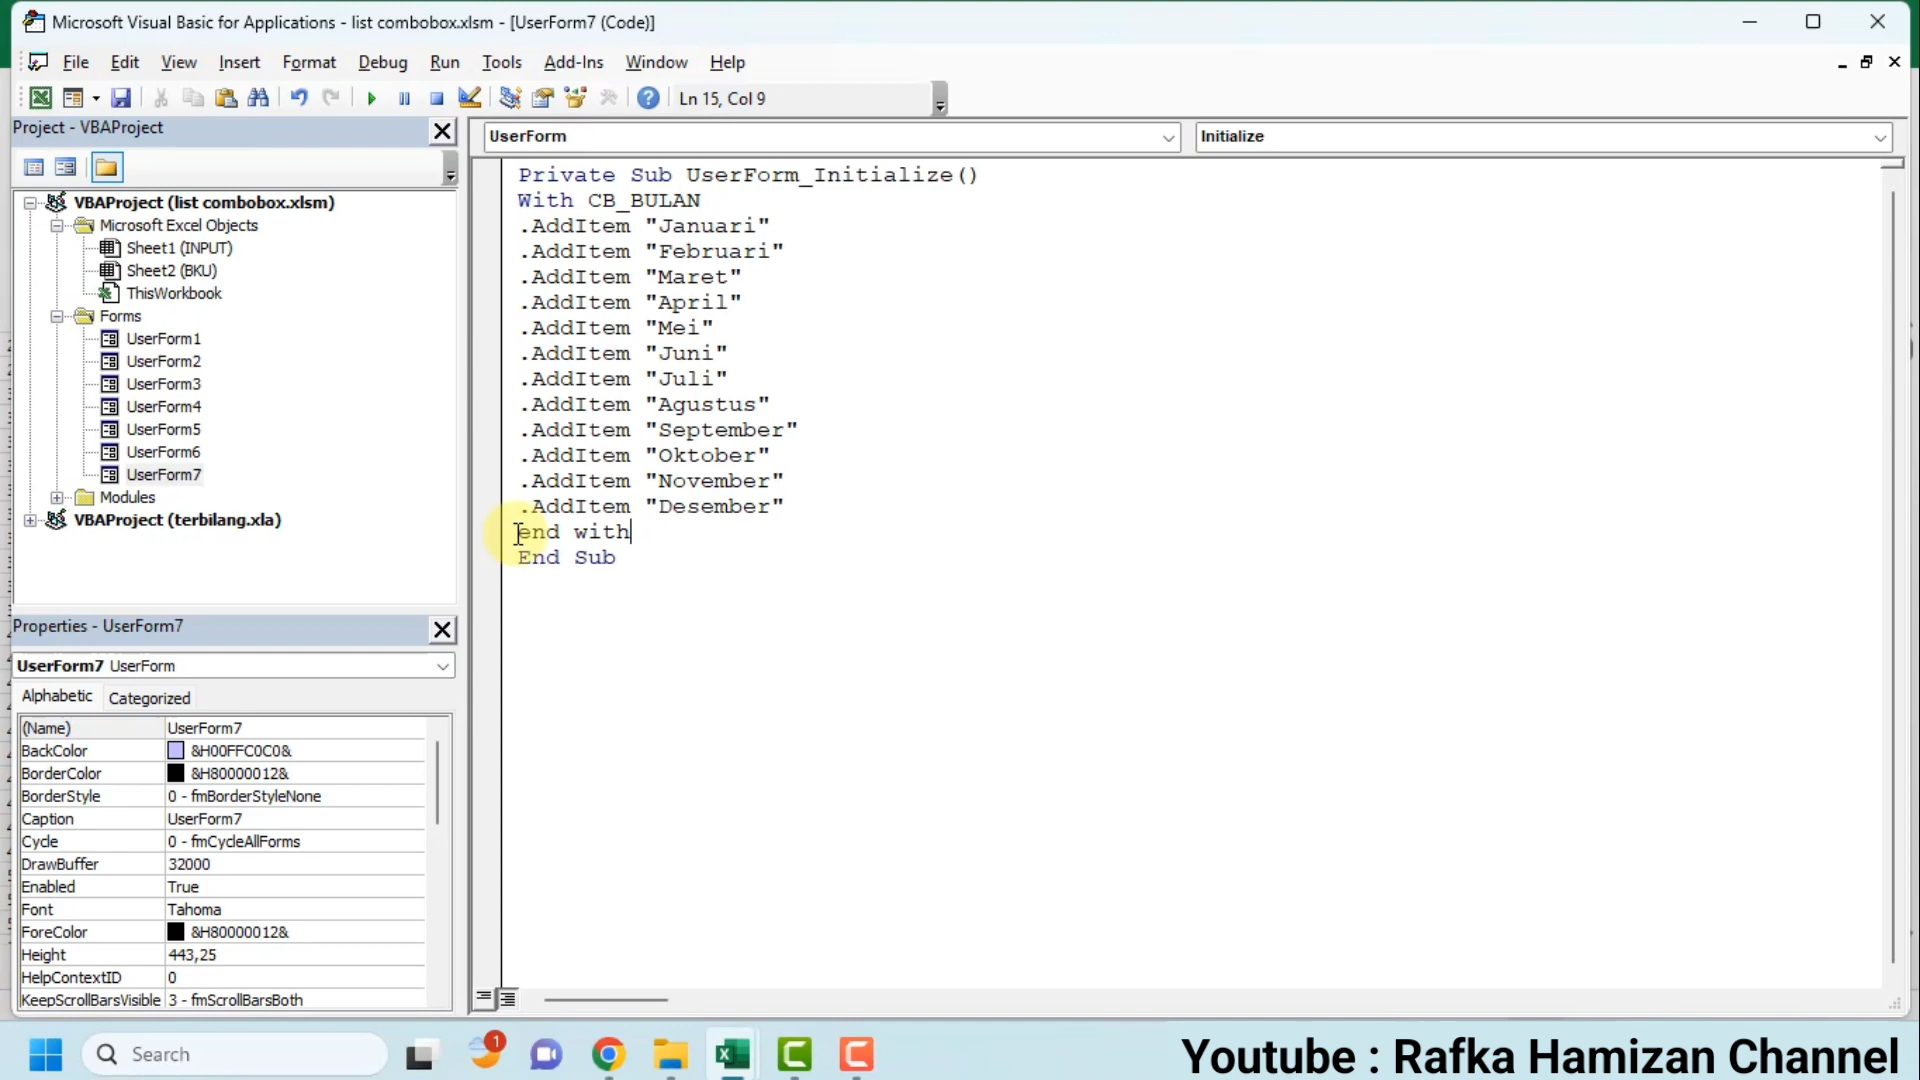 Microsoft Visual Basic for Applications - list combobox.xlsm - [UserForm7 (Code)]
File Edit View Insert Format Debug Run Tools Add-Ins Window Help
Ln 15, Col 9
Project - VBAProject
VBAProject (list combobox.xlsm)
Microsoft Excel Objects
Sheet1 (INPUT)
Sheet2 (BKU)
ThisWorkbook
Forms
UserForm1
UserForm2
UserForm3
UserForm4
UserForm5
UserForm6
UserForm7
Modules
VBAProject (terbilang.xla)
Properties - UserForm7
UserForm7 UserForm
Alphabetic Categorized
(Name) UserForm7
BackColor &H00FFC0C0&
BorderColor &H80000012&
BorderStyle 0 - fmBorderStyleNone
Caption UserForm7
Cycle 0 - fmCycleAllForms
DrawBuffer 32000
Enabled True
Font Tahoma
ForeColor &H80000012&
Height 443,25
HelpContextID 0
KeepScrollBarsVisible 3 - fmScrollBarsBoth
UserForm Initialize
Private Sub UserForm_Initialize()
With CB_BULAN
.AddItem "Januari"
.AddItem "Februari"
.AddItem "Maret"
.AddItem "April"
.AddItem "Mei"
.AddItem "Juni"
.AddItem "Juli"
.AddItem "Agustus"
.AddItem "September"
.AddItem "Oktober"
.AddItem "November"
.AddItem "Desember"
end with
End Sub
Search
1
Youtube : Rafka Hamizan Channel